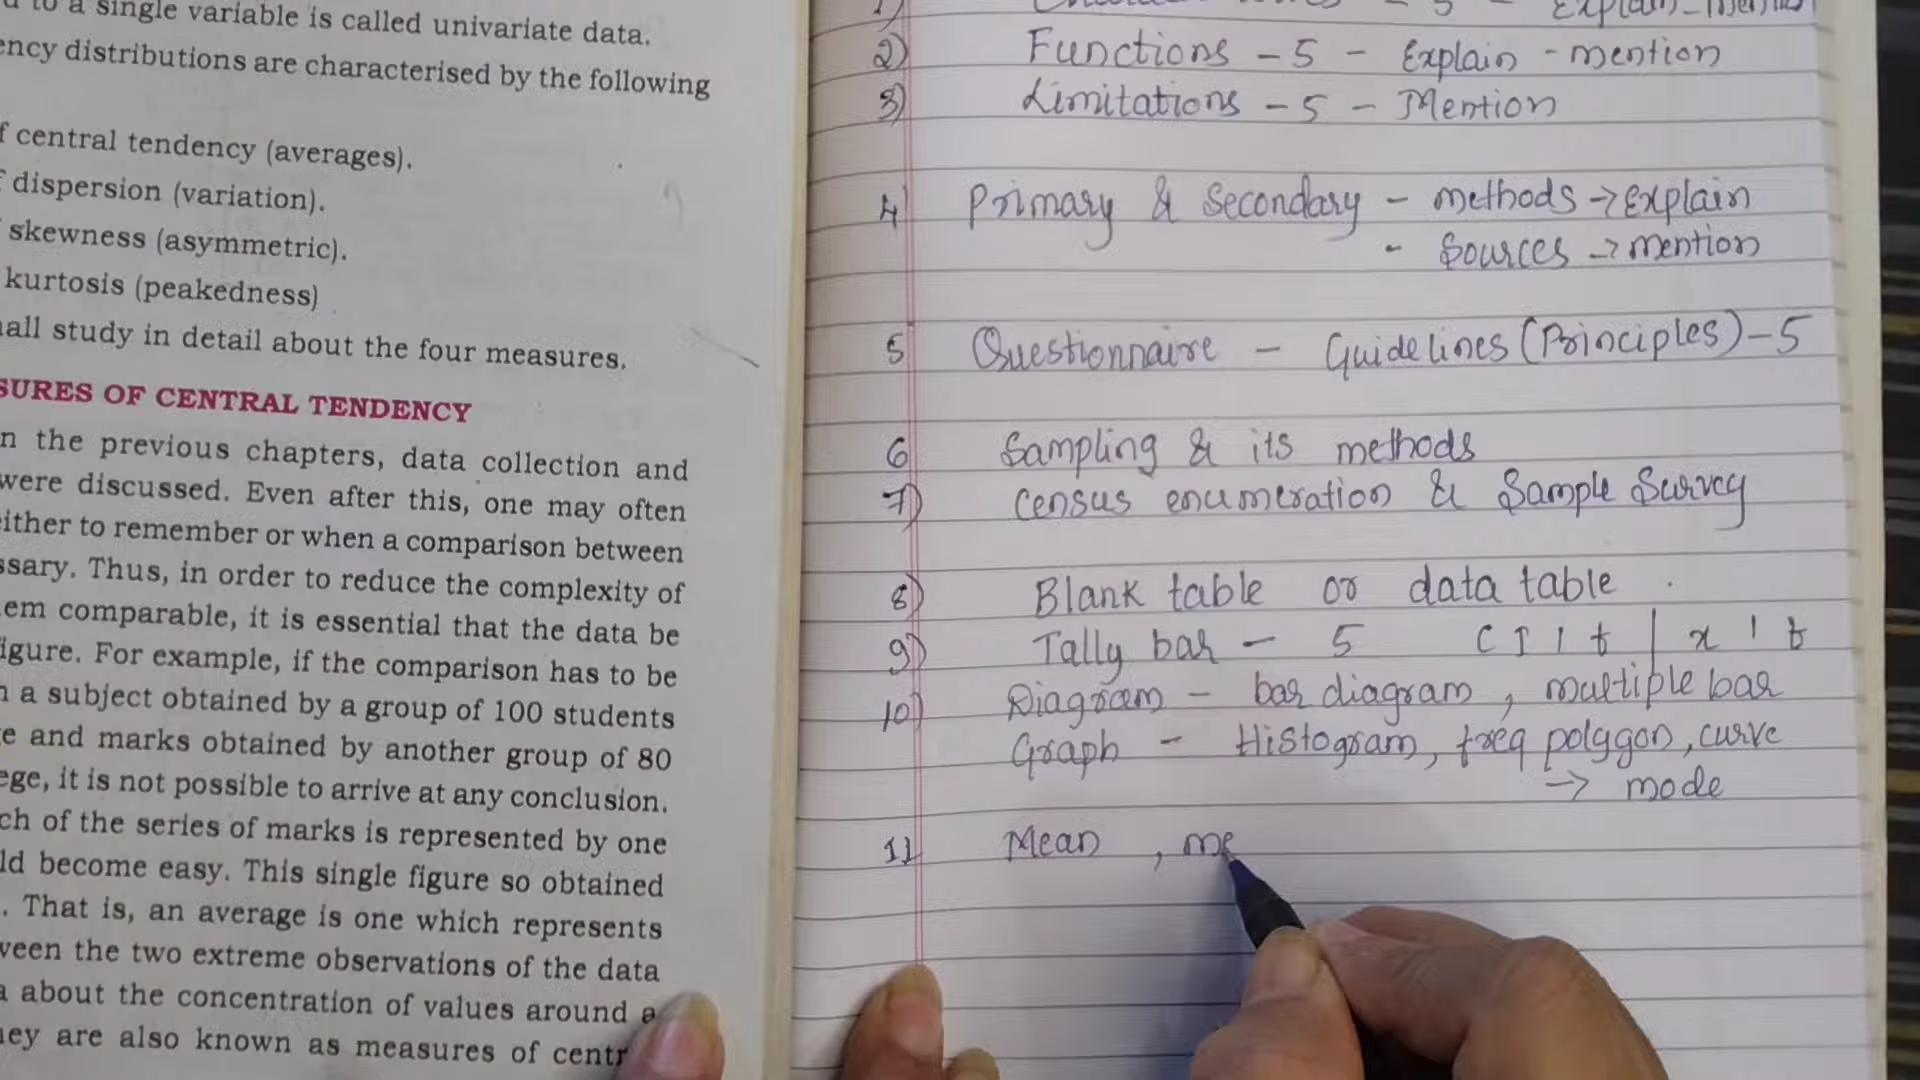 to a single variable is called univariate data.
ency distributions are characterised by the following
f central tendency (averages).
f dispersion (variation).
skewness (asymmetric).
kurtosis (peakedness)
all study in detail about the four measures.
SURES OF CENTRAL TENDENCY
n the previous chapters, data collection and
were discussed. Even after this, one may often
either to remember or when a comparison between
ssary. Thus, in order to reduce the complexity of
em comparable, it is essential that the data be
igure. For example, if the comparison has to be
n a subject obtained by a group of 100 students
e and marks obtained by another group of 80
ege, it is not possible to arrive at any conclusion.
ch of the series of marks is represented by one
ld become easy. This single figure so obtained
. That is, an average is one which represents
ween the two extreme observations of the data
a about the concentration of values around a
hey are also known as measures of centr
1) - 5 - Explain -
2) Functions - 5 - Explain - mention
3) Limitations - 5 - Mention
4) Primary & Secondary - methods → Explain
- Sources → mention
5 Questionnaire - Guidelines (Principles) - 5
6 Sampling & its methods
7) Census enumeration & Sample Survey
8) Blank table or data table
9) Tally bar - 5 C I | f | x | f
10) Diagram - bar diagram, multiple bar
Graph - Histogram, freq polygon, curve
→ mode
11 Mean, me